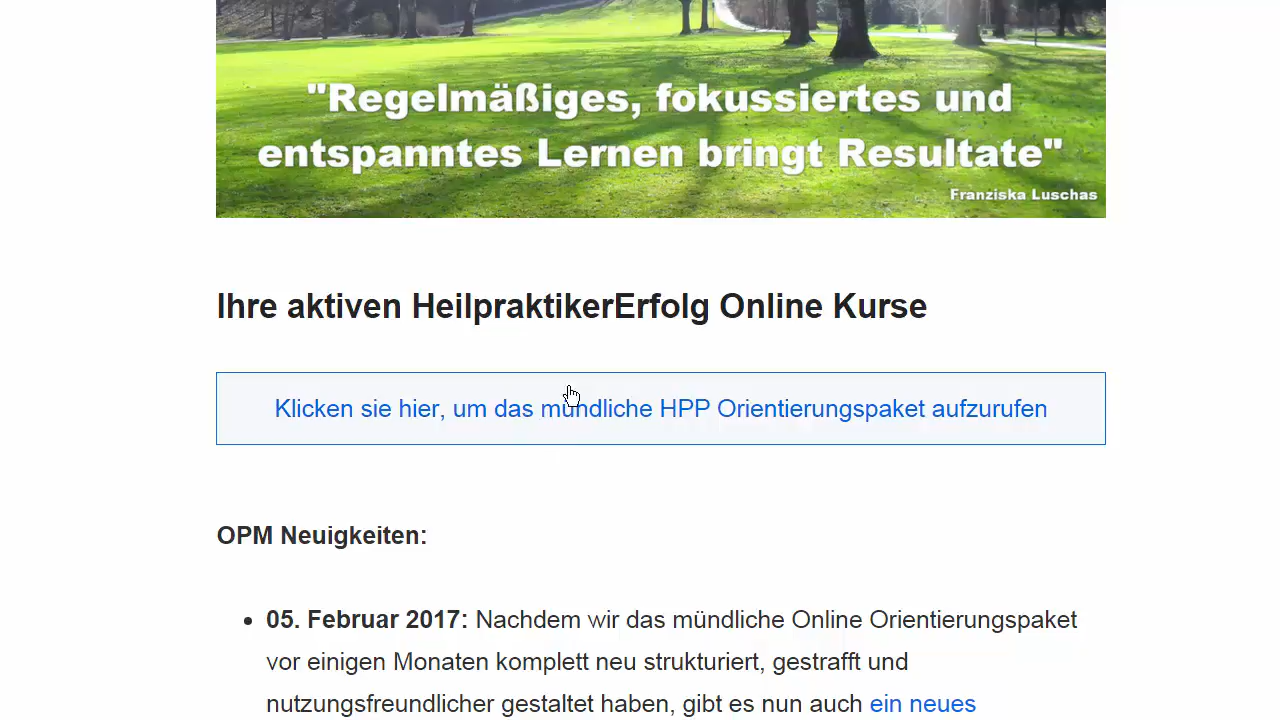 "Regelmäßiges, fokussiertes und
entspanntes Lernen bringt Resultate"
Franziska Luschas
Ihre aktiven HeilpraktikerErfolg Online Kurse
Klicken sie hier, um das mündliche HPP Orientierungspaket aufzurufen
OPM Neuigkeiten:
• 05. Februar 2017: Nachdem wir das mündliche Online Orientierungspaket
vor einigen Monaten komplett neu strukturiert, gestrafft und
nutzungsfreundlicher gestaltet haben, gibt es nun auch ein neues